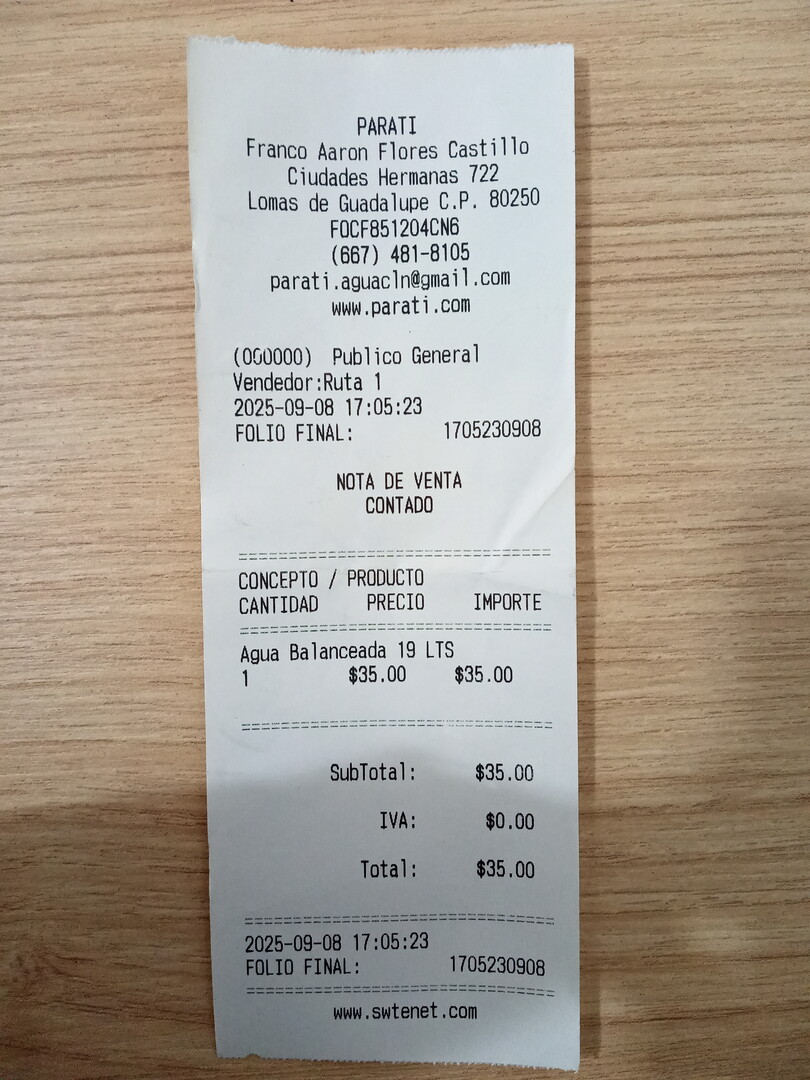 PARATI
Franco Aaron Flores Castillo
Ciudades Hermanas 722
Lomas de Guadalupe C.P. 80250
FOCF851204CN6
(667) 481-8105
parati.aguacln@gmail.com
www.parati.com
(000000) Publico General
Vendedor:Ruta 1
2025-09-08 17:05:23
FOLIO FINAL: 1705230908
NOTA DE VENTA
CONTADO
CONCEPTO / PRODUCTO
CANTIDAD PRECIO IMPORTE
Agua Balanceada 19 LTS
1 $35.00 $35.00
SubTotal: $35.00
IVA: $0.00
Total: $35.00
2025-09-08 17:05:23
FOLIO FINAL: 1705230908
www.swtenet.com